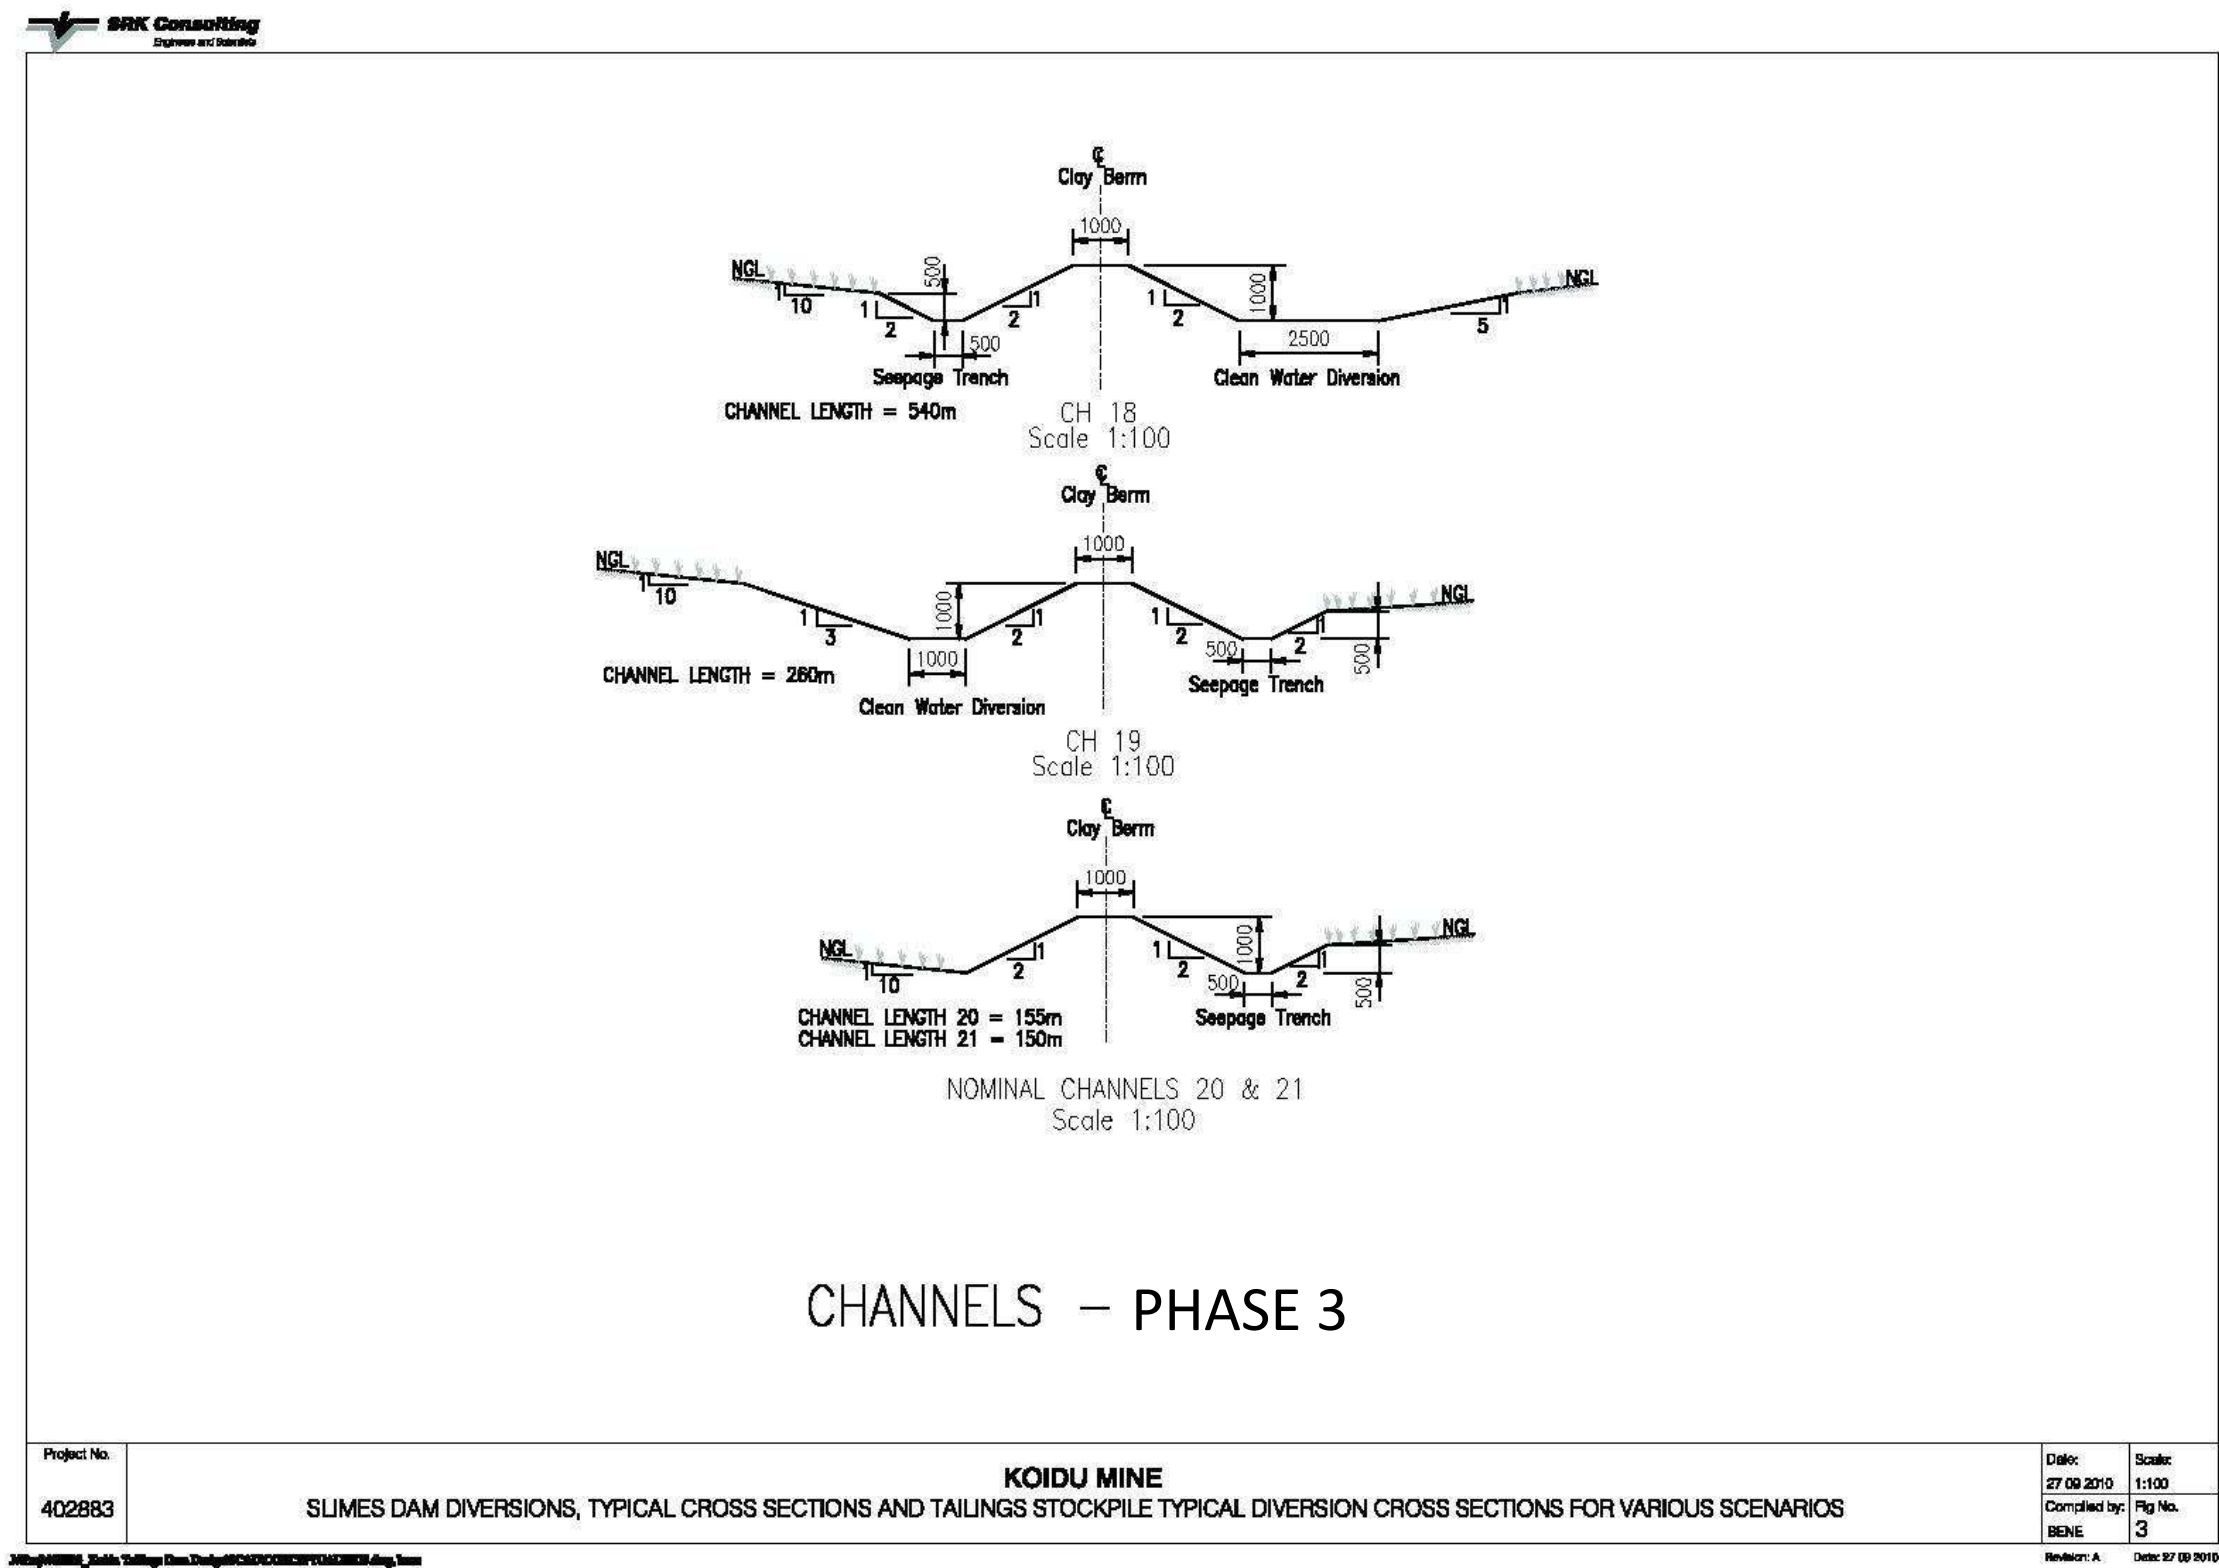 SRK Consulting
Engineers and Scientists
℄
Clay Berm
1000
NGL
500
NGL
1
10
1
2
1
2
1
2
1000
1
5
500
2500
Seepage Trench
Clean Water Diversion
CHANNEL LENGTH = 540m
CH 18
Scale 1:100
℄
Clay Berm
1000
NGL
NGL
1
10
1
3
1000
1
2
1
2
1
2
500
500
1000
CHANNEL LENGTH = 260m
Seepage Trench
Clean Water Diversion
CH 19
Scale 1:100
℄
Clay Berm
1000
NGL
NGL
1
10
1
2
1
2
1000
1
2
500
500
CHANNEL LENGTH 20 = 155m
Seepage Trench
CHANNEL LENGTH 21 = 150m
NOMINAL CHANNELS 20 & 21
Scale 1:100
CHANNELS – PHASE 3
Project No.
402683
KOIDU MINE
SLIMES DAM DIVERSIONS, TYPICAL CROSS SECTIONS AND TAILINGS STOCKPILE TYPICAL DIVERSION CROSS SECTIONS FOR VARIOUS SCENARIOS
Date:
27 09 2010
Scale:
1:100
Compiled by:
BENE
Fig No.
3
Revision: A
Date: 27 09 2010